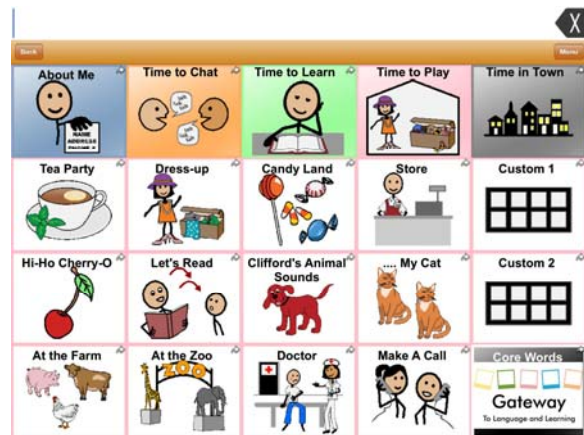 X
Back
Menu
About Me
Time to Chat
Time to Learn
Time to Play
Time in Town
NAME
ADDRESS
Tea Party
Dress-up
Candy Land
Store
Custom 1
Hi-Ho Cherry-O
Let's Read
Clifford's Animal
Sounds
.... My Cat
Custom 2
At the Farm
At the Zoo
ZOO
Doctor
Make A Call
Core Words
Gateway
To Language and Learning